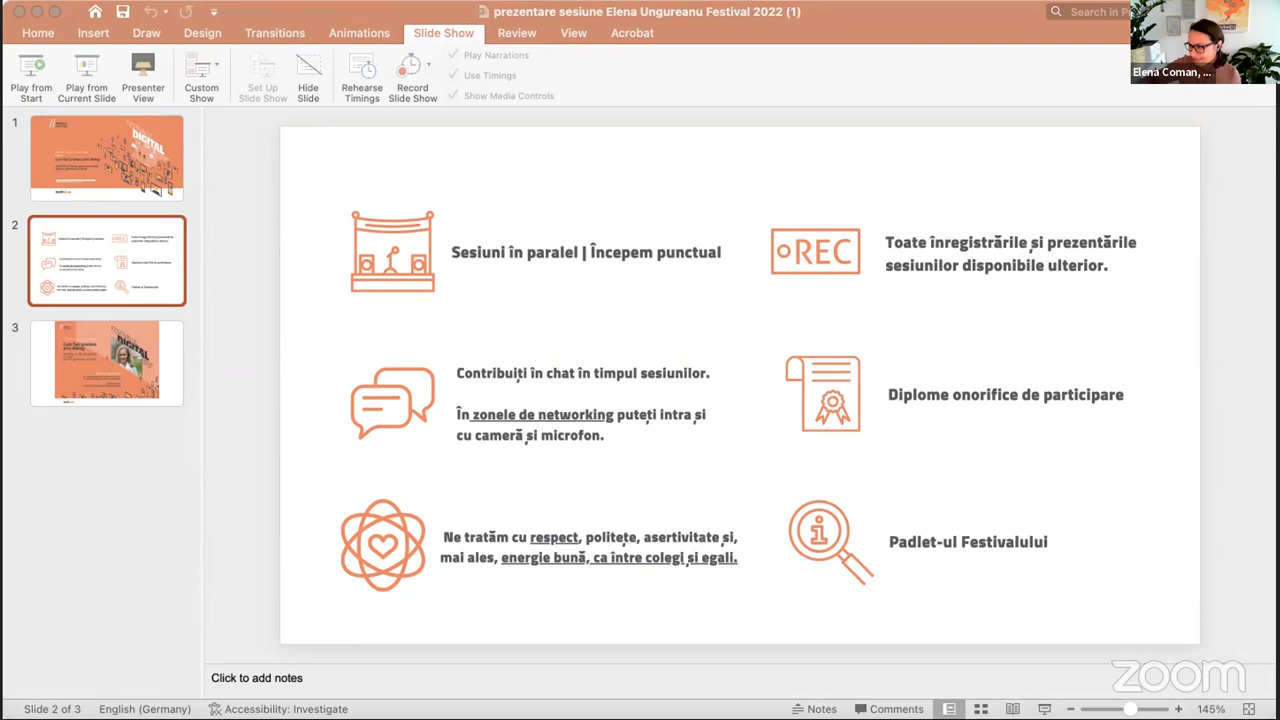 prezentare sesiune Elena Ungureanu Festival 2022 (1)
Search in
Home Insert Draw Design Transitions Animations Slide Show Review View Acrobat
Play from Start
Play from Current Slide
Presenter View
Custom Show
Set Up Slide Show
Hide Slide
Rehearse Timings
Record Slide Show
Play Narrations
Use Timings
Show Media Controls
Elena Coman, ...
1
DIGITAL
2
3
Sesiuni în paralel | Începem punctual
REC
Toate înregistrările și prezentările
sesiunilor disponibile ulterior.
Contribuiți în chat în timpul sesiunilor.
În zonele de networking puteți intra și
cu cameră și microfon.
Diplome onorifice de participare
Ne tratăm cu respect, politețe, asertivitate și,
mai ales, energie bună, ca între colegi și egali.
Padlet-ul Festivalului
Click to add notes
zoom
Slide 2 of 3 English (Germany) Accessibility: Investigate Notes Comments 145%